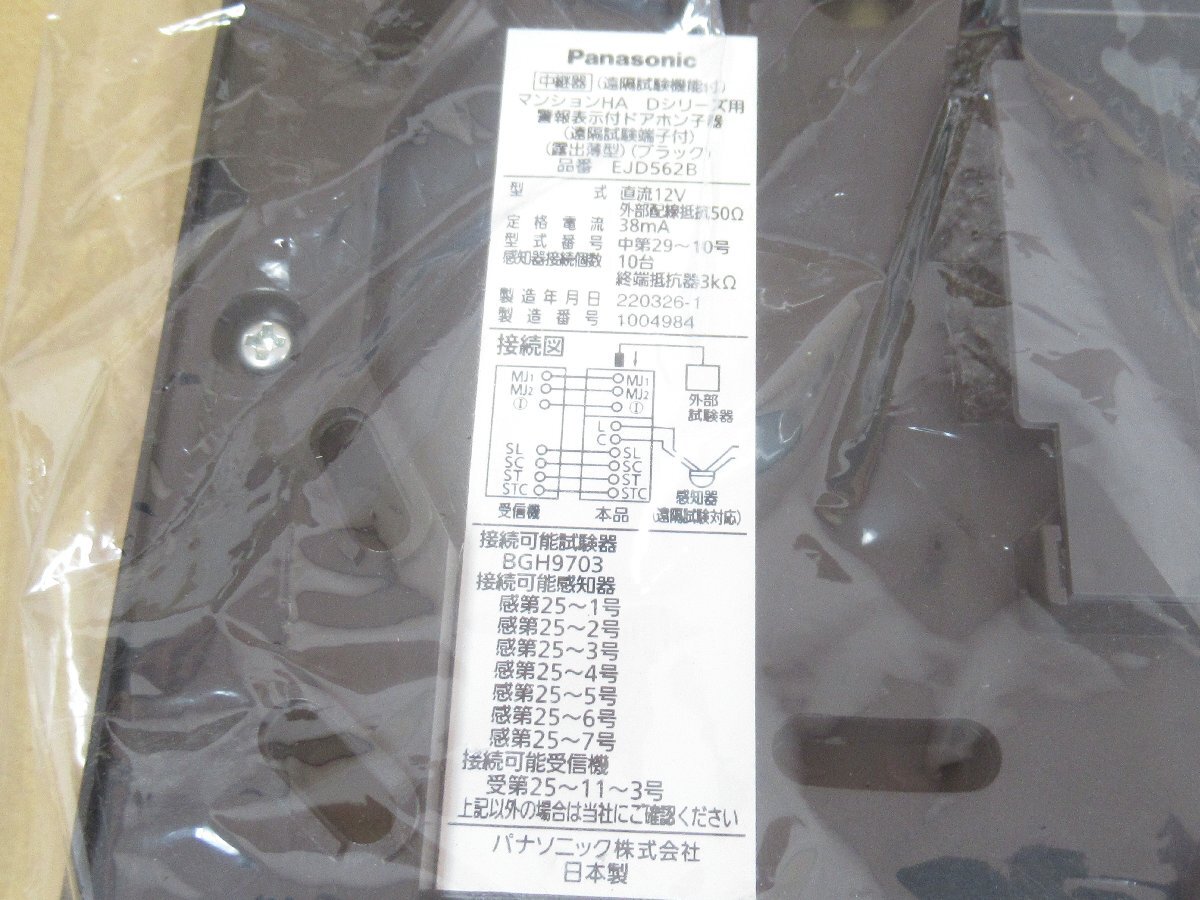 Panasonic
中継器 (遠隔試験機能付)
マンションHA Dシリーズ用
警報表示付ドアホン子器
(遠隔試験端子付)
(露出薄型)(ブラック)
品番 EJD562B
型式 直流12V
外部配線抵抗50Ω
定格電流 38mA
型式番号 中第29～10号
感知器接続個数 10台
終端抵抗器3kΩ
製造年月日 220326-1
製造番号 1004984
接続図
MJ1 MJ1
MJ2 MJ2
① ①
外部
試験器
L
C
SL SL
SC SC
ST ST
STC STC
感知器
受信機 本品 (遠隔試験対応)
接続可能試験器
BGH9703
接続可能感知器
感第25～1号
感第25～2号
感第25～3号
感第25～4号
感第25～5号
感第25～6号
感第25～7号
接続可能受信機
受第25～11～3号
上記以外の場合は当社にご確認ください
パナソニック株式会社
日本製